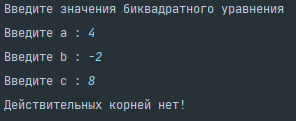 Введите значения биквадратного уравнения
Введите a : 4
Введите b : -2
Введите c : 8
Действительных корней нет!